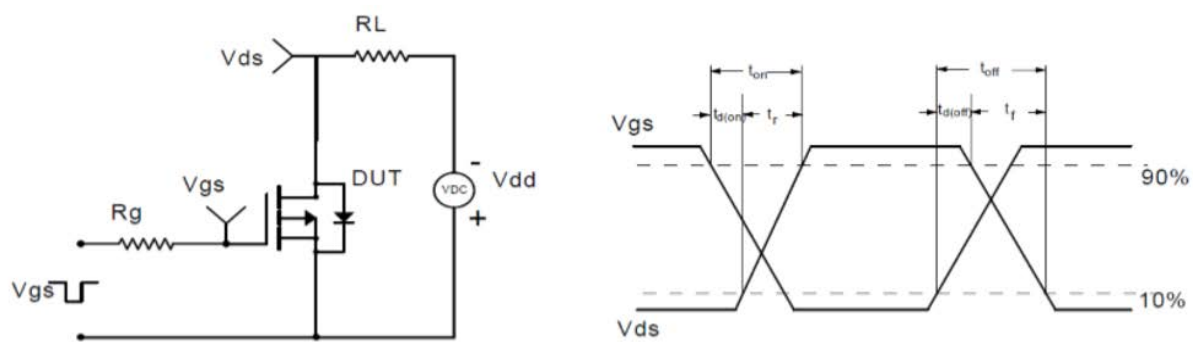 RL
Vds
-
VDC
Vdd
+
DUT
Vgs
Rg
Vgs
ton
toff
td(on)
tr
td(off)
tf
Vgs
90%
10%
Vds